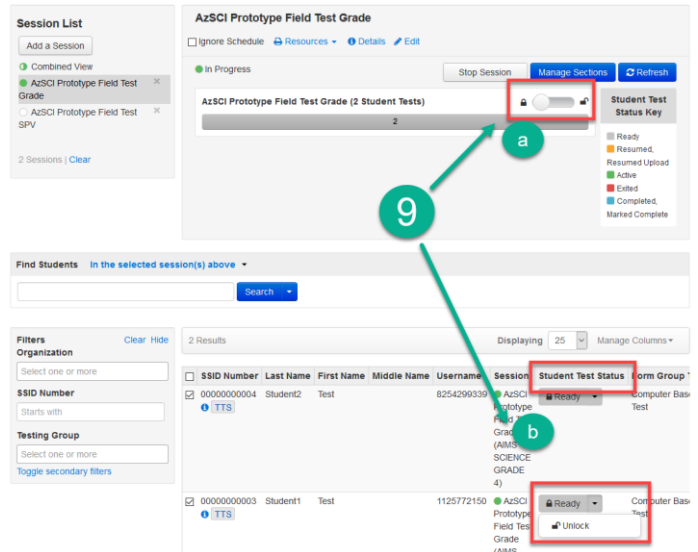 Session List
Add a Session
Combined View
AzSCI Prototype Field Test
Grade
AzSCI Prototype Field Test
SPV
2 Sessions | Clear
AzSCI Prototype Field Test Grade
Ignore Schedule Resources Details Edit
In Progress
Stop Session Manage Sections Refresh
AzSCI Prototype Field Test Grade (2 Student Tests)
2
a
Student Test
Status Key
Ready
Resumed,
Resumed Upload
Active
Exited
Completed,
Marked Complete
9
Find Students In the selected session(s) above
Search
Filters Clear Hide
Organization
Select one or more
SSID Number
Starts with
Testing Group
Select one or more
Toggle secondary filters
2 Results Displaying 25 Manage Columns
SSID Number Last Name First Name Middle Name Username Session Student Test Status Form Group T
00000000004 Student2 Test 8254299339 AzSCI Ready Computer Base
TTS Prototype Test
Field T
Grad
(AIMS
SCIENCE
GRADE
4)
b
00000000003 Student1 Test 1125772150 AzSCI Ready Computer Base
TTS Prototype Unlock Test
Field Tes
Grade
(AIMS